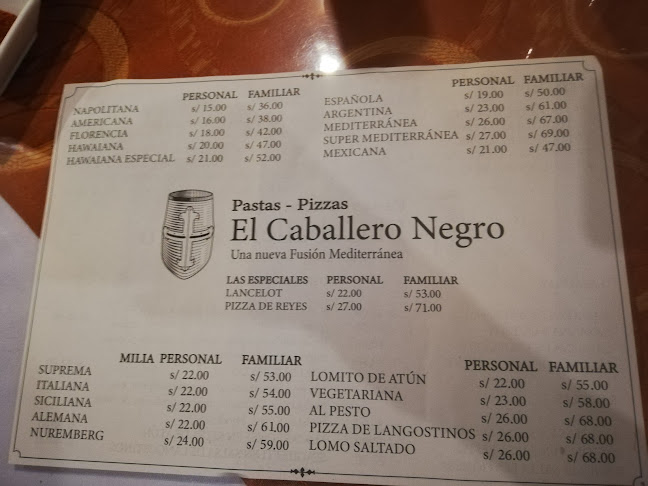 PERSONAL FAMILIAR
NAPOLITANA s/ 15.00 s/ 36.00
AMERICANA s/ 16.00 s/ 38.00
FLORENCIA s/ 18.00 s/ 42.00
HAWAIANA s/ 20.00 s/ 47.00
HAWAIANA ESPECIAL s/ 21.00 s/ 52.00
PERSONAL FAMILIAR
ESPAÑOLA s/ 19.00 s/ 50.00
ARGENTINA s/ 23.00 s/ 61.00
MEDITERRÁNEA s/ 26.00 s/ 67.00
SUPER MEDITERRÁNEA s/ 27.00 s/ 69.00
MEXICANA s/ 21.00 s/ 47.00
Pastas - Pizzas
El Caballero Negro
Una nueva Fusión Mediterránea
LAS ESPECIALES PERSONAL FAMILIAR
LANCELOT s/ 22.00 s/ 53.00
PIZZA DE REYES s/ 27.00 s/ 71.00
MILIA PERSONAL FAMILIAR
SUPREMA s/ 22.00 s/ 53.00
ITALIANA s/ 22.00 s/ 54.00
SICILIANA s/ 22.00 s/ 55.00
ALEMANA s/ 22.00 s/ 61.00
NUREMBERG s/ 24.00 s/ 59.00
PERSONAL FAMILIAR
LOMITO DE ATÚN s/ 22.00 s/ 55.00
VEGETARIANA s/ 23.00 s/ 58.00
AL PESTO s/ 26.00 s/ 68.00
PIZZA DE LANGOSTINOS s/ 26.00 s/ 68.00
LOMO SALTADO s/ 26.00 s/ 68.00